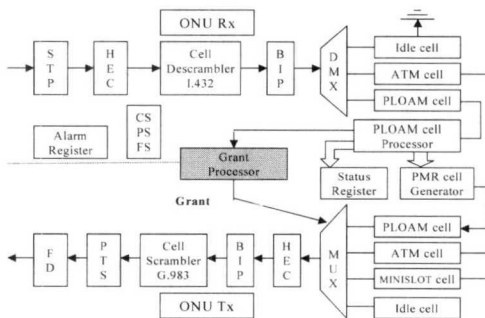 ONU Rx
S
T
P
H
E
C
Cell
Descrambler
I.432
B
I
P
D
M
X
Idle cell
ATM cell
PLOAM cell
CS
PS
FS
Alarm
Register
PLOAM cell
Processor
Grant
Processor
Status
Register
PMR cell
Generator
Grant
F
D
P
T
S
Cell
Scrambler
G.983
B
I
P
H
E
C
M
U
X
PLOAM cell
ATM cell
MINISLOT cell
Idle cell
ONU Tx